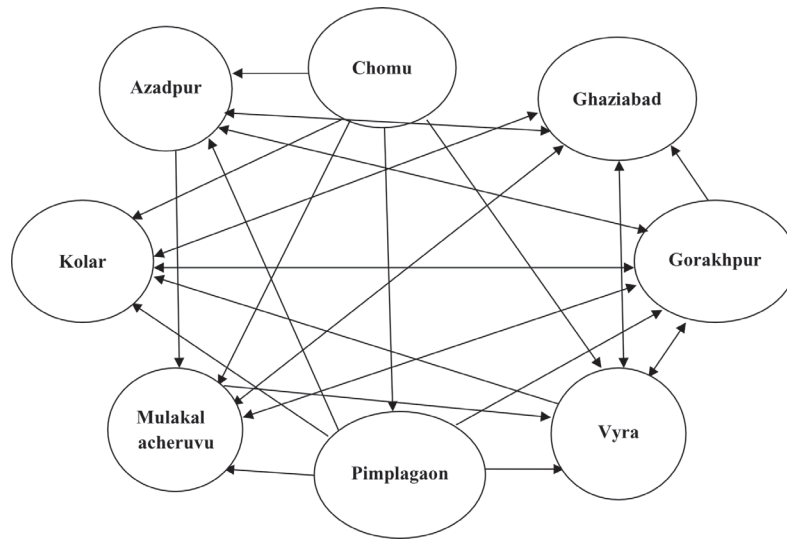 Chomu
Azadpur
Ghaziabad
Kolar
Gorakhpur
Mulakal
acheruvu
Vyra
Pimplagaon